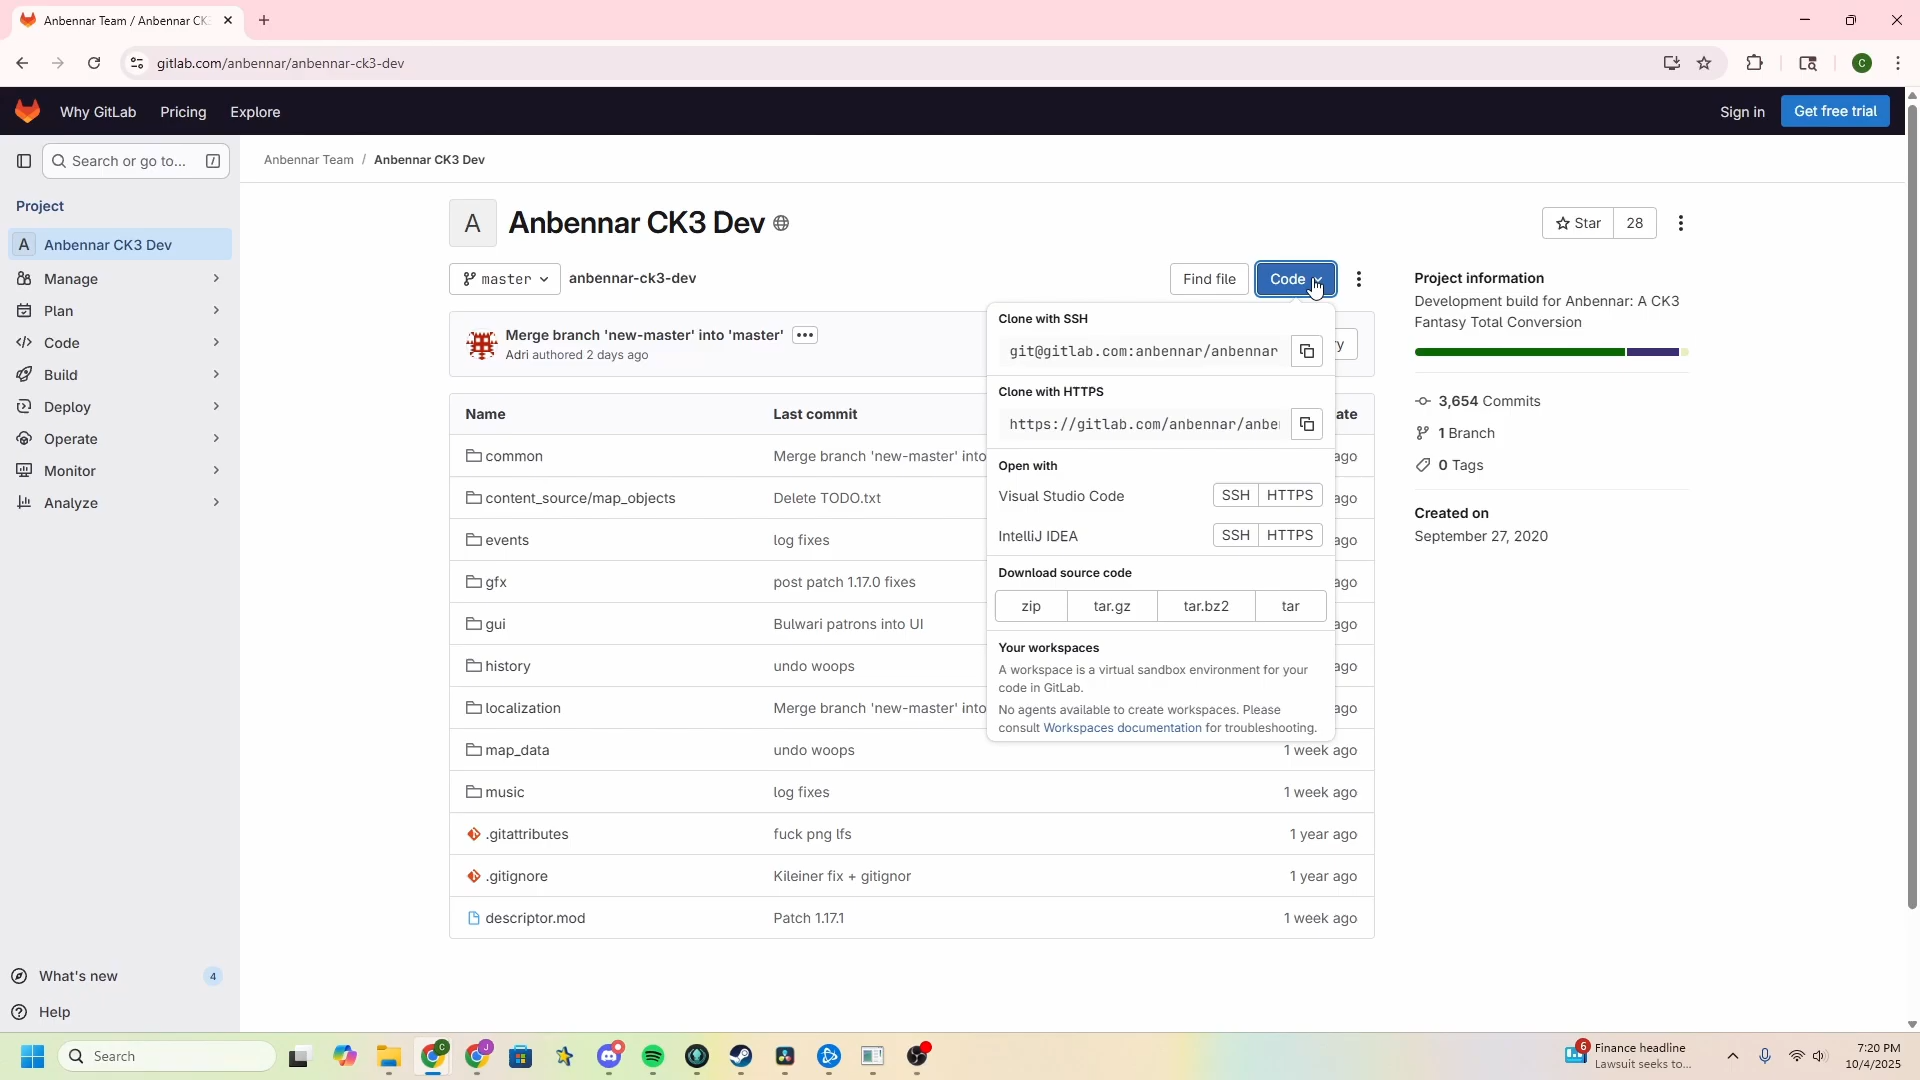 Anbennar Team / Anbennar CK3
gitlab.com/anbennar/anbennar-ck3-dev
C
Why GitLab
Pricing
Explore
Sign in
Get free trial
Search or go to...
/
Anbennar Team / Anbennar CK3 Dev
Project
A Anbennar CK3 Dev
Manage
Plan
Code
Build
Deploy
Operate
Monitor
Analyze
What's new
4
Help
A
Anbennar CK3 Dev
Star
28
master
anbennar-ck3-dev
Find file
Code
Merge branch 'new-master' into 'master'
Adri authored 2 days ago
Name
Last commit
common
Merge branch 'new-master' into
ago
content_source/map_objects
Delete TODO.txt
ago
events
log fixes
ago
gfx
post patch 1.17.0 fixes
ago
gui
Bulwari patrons into UI
ago
history
undo woops
ago
localization
Merge branch 'new-master' into
ago
map_data
undo woops
1 week ago
music
log fixes
1 week ago
.gitattributes
fuck png lfs
1 year ago
.gitignore
Kileiner fix + gitignor
1 year ago
descriptor.mod
Patch 1.17.1
1 week ago
Clone with SSH
git@gitlab.com:anbennar/anbennar
Clone with HTTPS
https://gitlab.com/anbennar/anbe
Open with
Visual Studio Code
SSH
HTTPS
IntelliJ IDEA
SSH
HTTPS
Download source code
zip
tar.gz
tar.bz2
tar
Your workspaces
A workspace is a virtual sandbox environment for your
code in GitLab.
No agents available to create workspaces. Please
consult Workspaces documentation for troubleshooting.
Project information
Development build for Anbennar: A CK3
Fantasy Total Conversion
3,654 Commits
1 Branch
0 Tags
Created on
September 27, 2020
Search
C
J
6
Finance headline
Lawsuit seeks to...
7:20 PM
10/4/2025